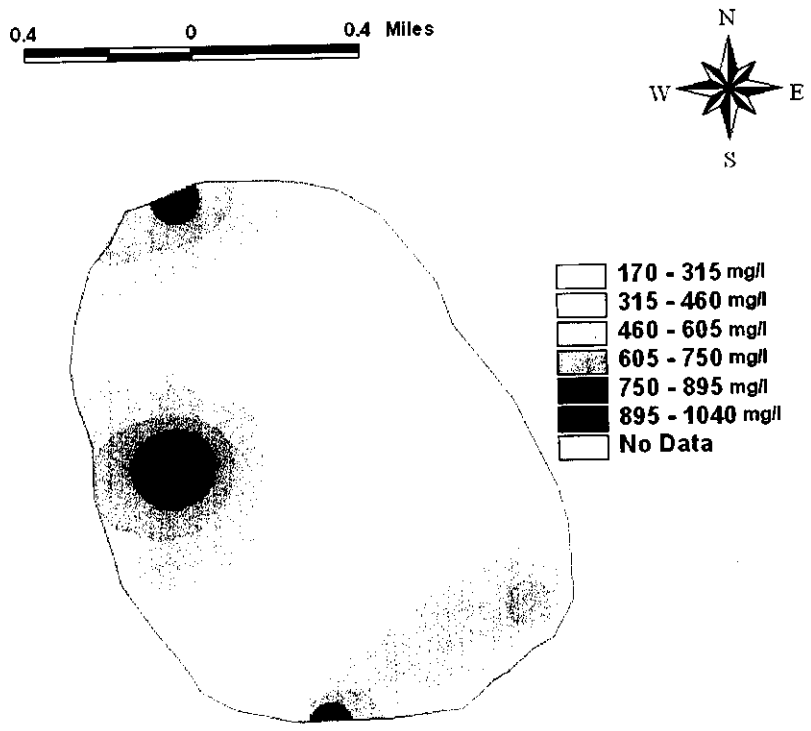 0.4 0 0.4 Miles
N
W E
S
170 - 315 mg/l
315 - 460 mg/l
460 - 605 mg/l
605 - 750 mg/l
750 - 895 mg/l
895 - 1040 mg/l
No Data